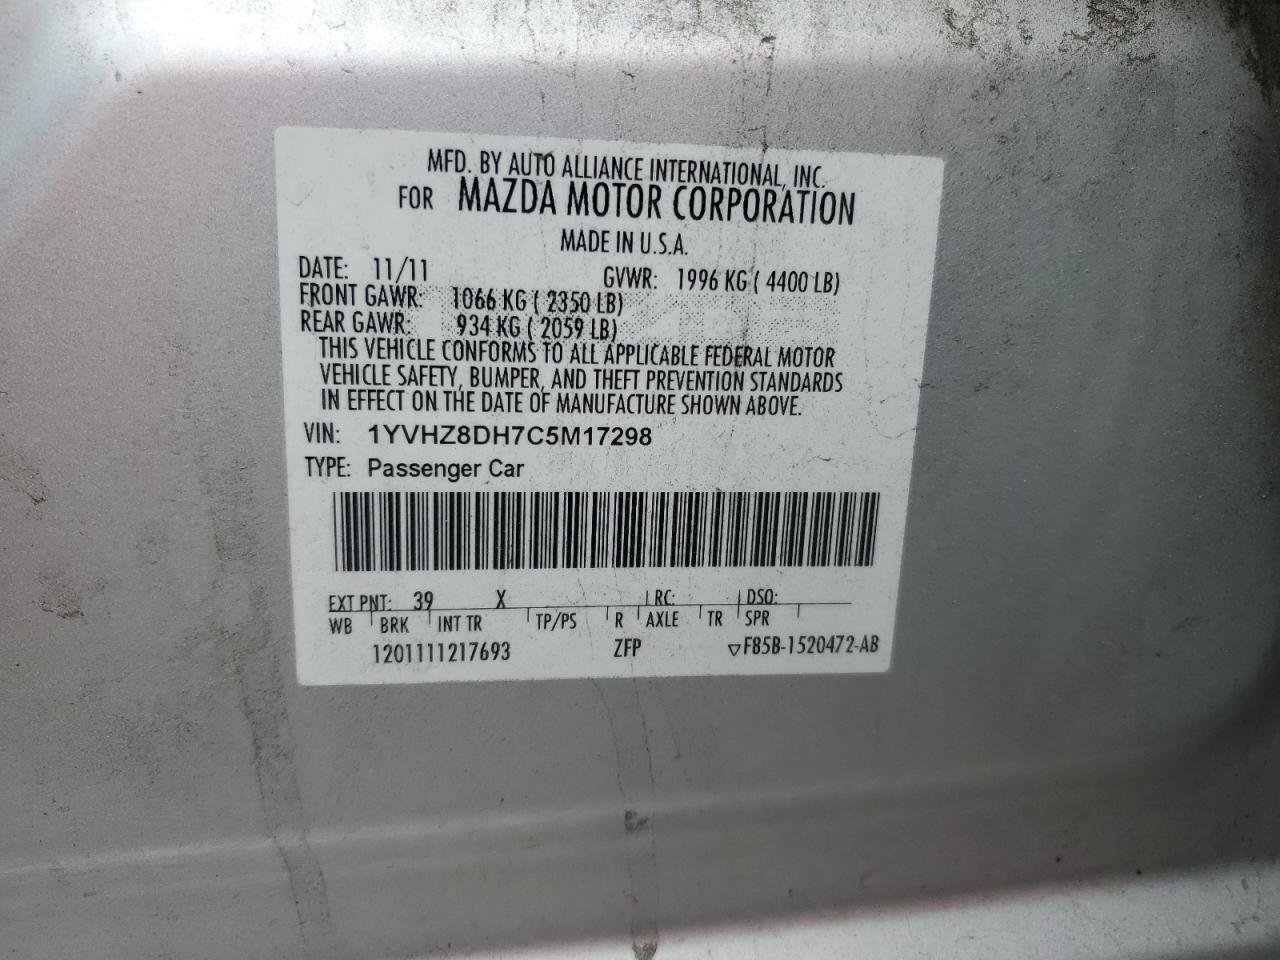 MFD. BY AUTO ALLIANCE INTERNATIONAL, INC.
FOR MAZDA MOTOR CORPORATION
MADE IN U.S.A.
DATE: 11/11 GVWR: 1996 KG ( 4400 LB)
FRONT GAWR: 1066 KG ( 2350 LB)
REAR GAWR: 934 KG ( 2059 LB)
THIS VEHICLE CONFORMS TO ALL APPLICABLE FEDERAL MOTOR
VEHICLE SAFETY, BUMPER, AND THEFT PREVENTION STANDARDS
IN EFFECT ON THE DATE OF MANUFACTURE SHOWN ABOVE.
VIN: 1YVHZ8DH7C5M17298
TYPE: Passenger Car
EXT PNT: 39 X RC: DSO:
WB BRK INT TR TP/PS R AXLE TR SPR
1201111217693 ZFP ▽F85B-1520472-AB